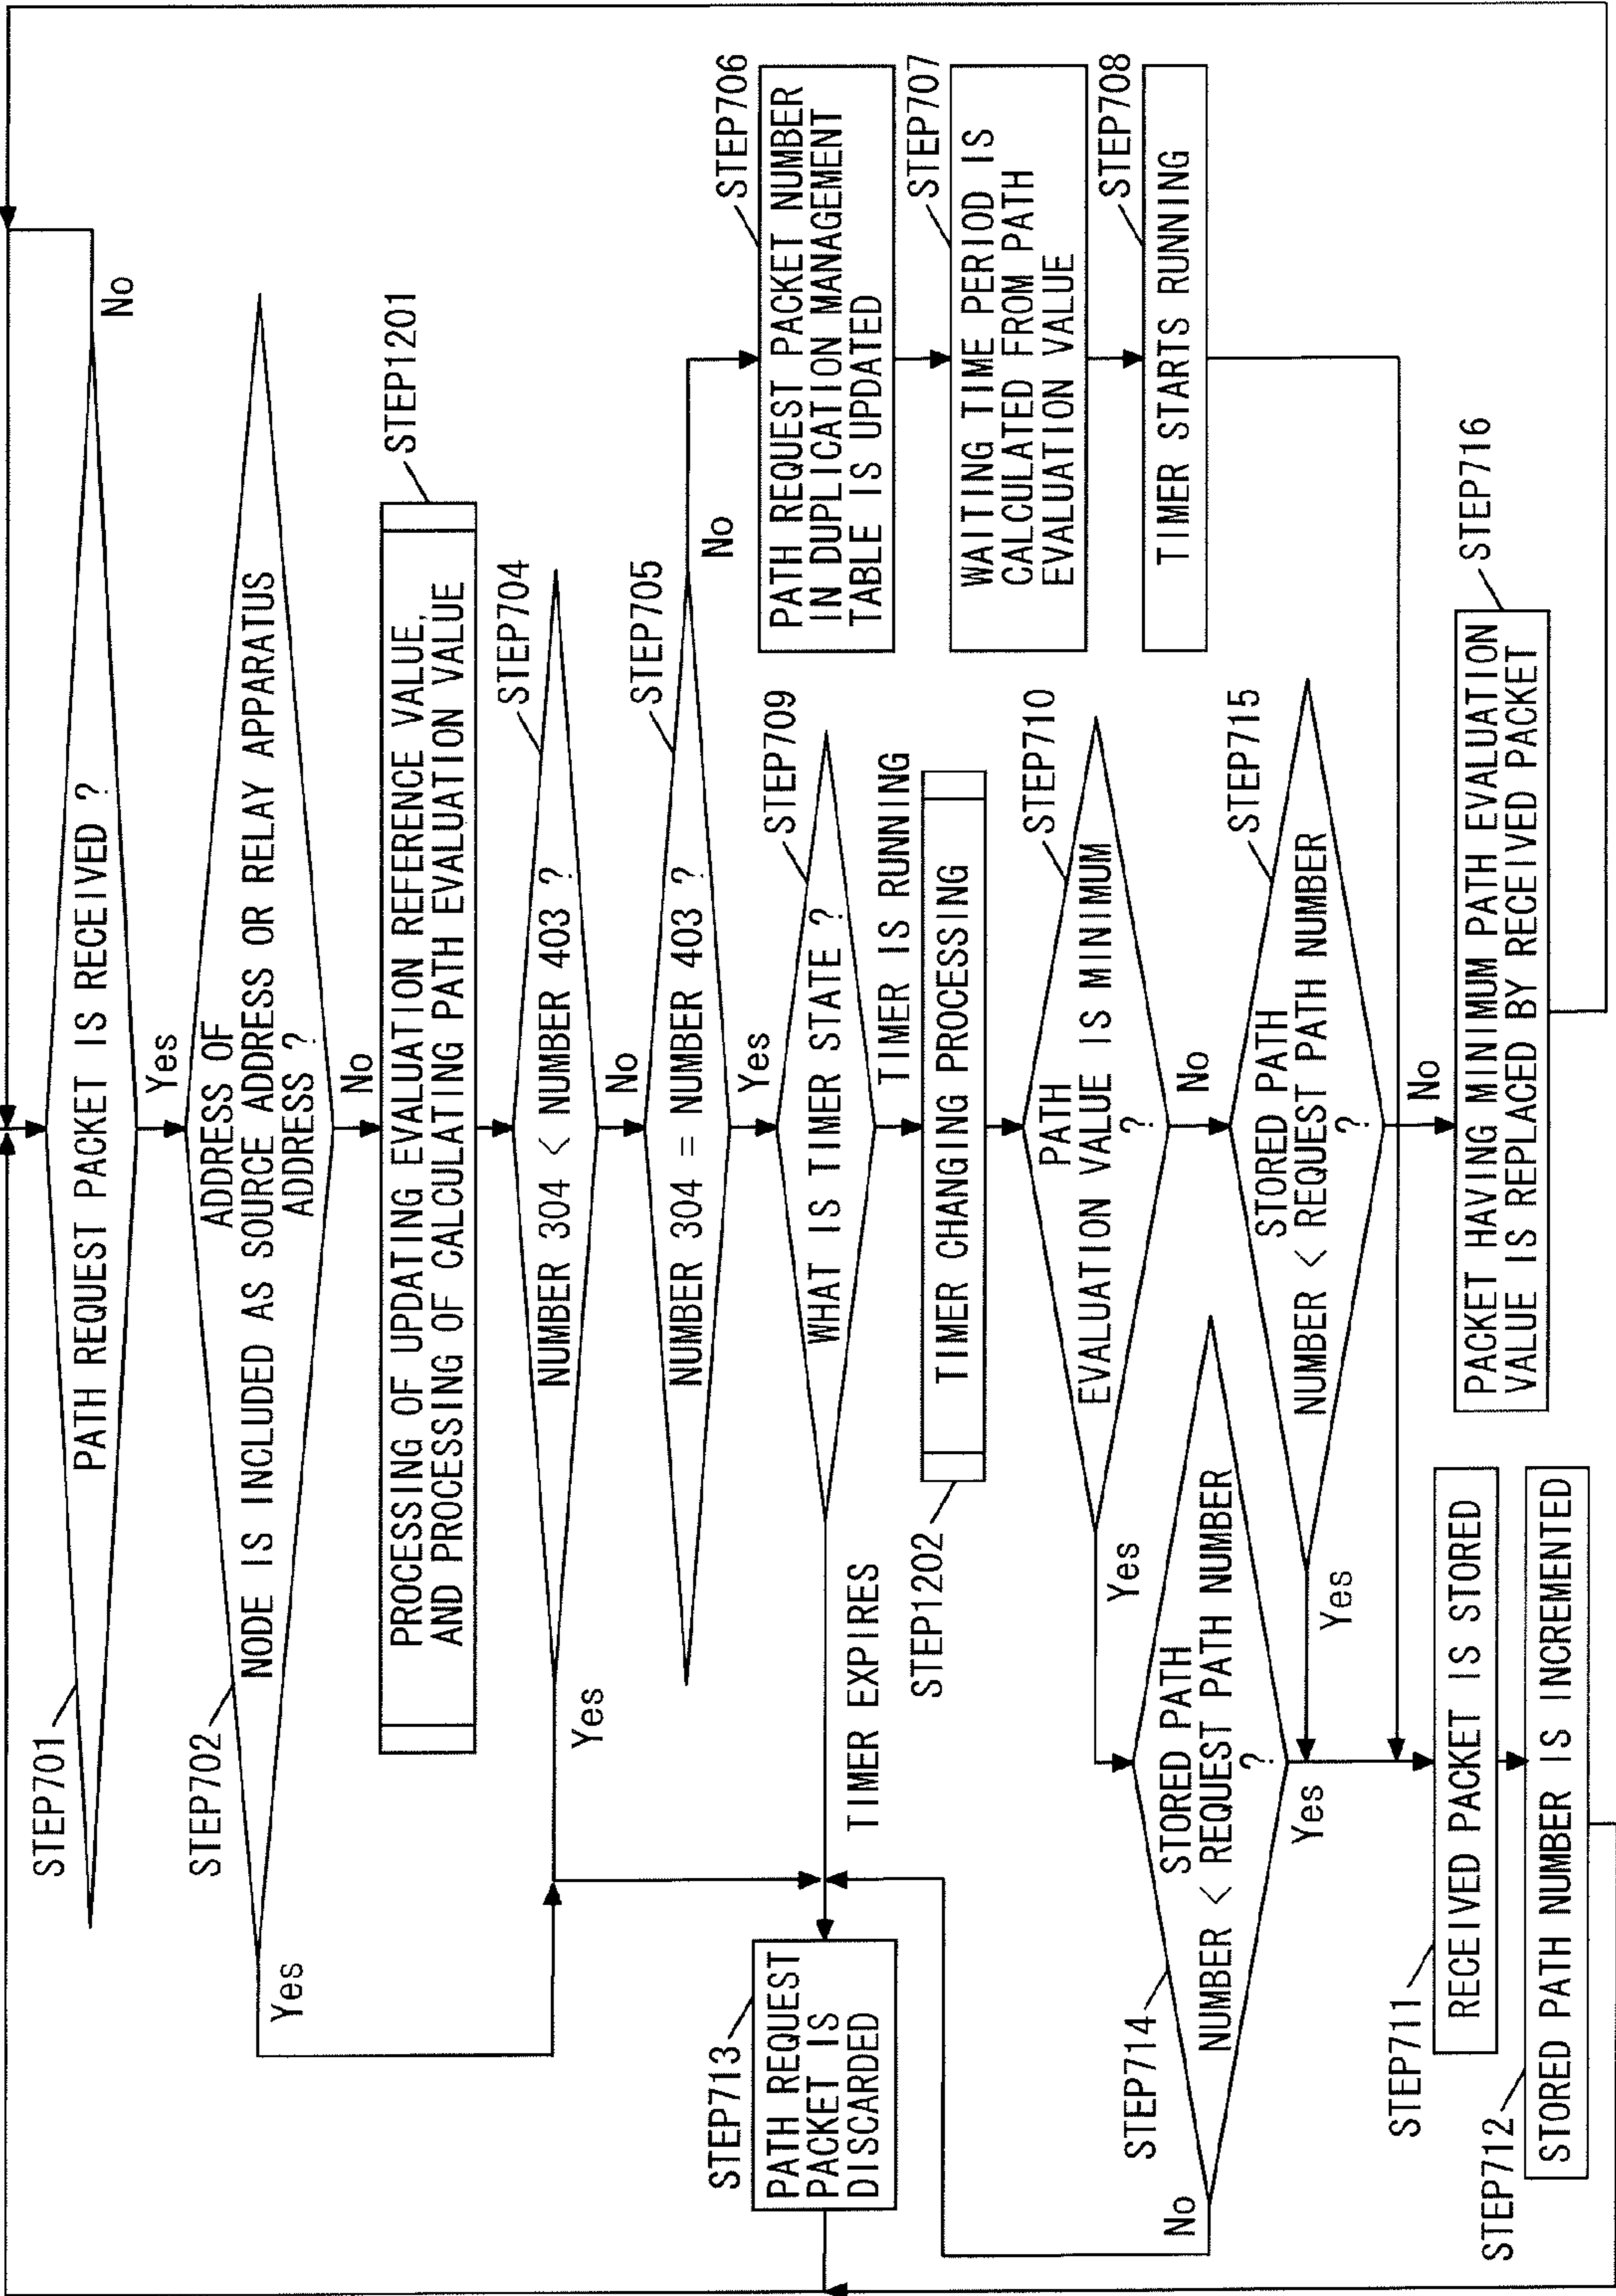 STEP701
PATH REQUEST PACKET IS RECEIVED ?
No
Yes
STEP702
ADDRESS OF
NODE IS INCLUDED AS SOURCE ADDRESS OR RELAY APPARATUS
ADDRESS ?
Yes
No
STEP1201
PROCESSING OF UPDATING EVALUATION REFERENCE VALUE,
AND PROCESSING OF CALCULATING PATH EVALUATION VALUE
STEP704
NUMBER 304 < NUMBER 403 ?
Yes
No
STEP705
NUMBER 304 = NUMBER 403 ?
No
Yes
STEP706
PATH REQUEST PACKET NUMBER
IN DUPLICATION MANAGEMENT
TABLE IS UPDATED
STEP707
WAITING TIME PERIOD IS
CALCULATED FROM PATH
EVALUATION VALUE
STEP708
TIMER STARTS RUNNING
STEP709
WHAT IS TIMER STATE ?
TIMER EXPIRES
TIMER IS RUNNING
STEP713
PATH REQUEST
PACKET IS
DISCARDED
STEP1202
TIMER CHANGING PROCESSING
STEP710
PATH
EVALUATION VALUE IS MINIMUM
?
Yes
No
STEP714
STORED PATH
NUMBER < REQUEST PATH NUMBER
?
No
Yes
STEP715
STORED PATH
NUMBER < REQUEST PATH NUMBER
?
Yes
No
STEP711
RECEIVED PACKET IS STORED
STEP712
STORED PATH NUMBER IS INCREMENTED
STEP716
PACKET HAVING MINIMUM PATH EVALUATION
VALUE IS REPLACED BY RECEIVED PACKET